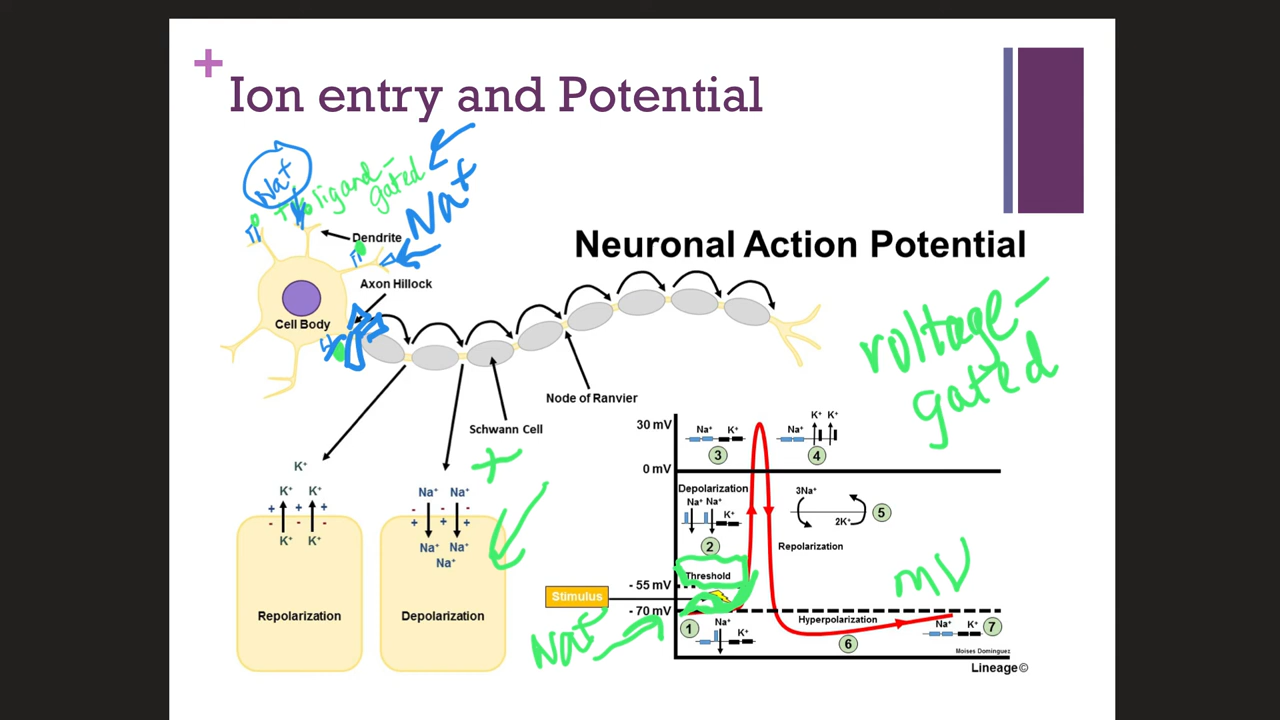 +
Ion entry and Potential
Na+
ligand-
gated
Na+
Dendrite
Axon Hillock
Cell Body
Neuronal Action Potential
voltage-
gated
Node of Ranvier
Schwann Cell
+
K⁺
K⁺ K⁺
+ + +
- - -
K⁺ K⁺
Repolarization
Na⁺ Na⁺
- - -
+ + +
Na⁺ Na⁺
Na⁺
Depolarization
30 mV
Na⁺ K⁺
3
Na⁺ K⁺ K⁺
4
0 mV
Depolarization
Na⁺ Na⁺
K⁺
2
3Na⁺
2K⁺
5
Repolarization
Threshold
- 55 mV
Stimulus
- 70 mV
mV
Na+
1
Na⁺
K⁺
Hyperpolarization
6
Na⁺ K⁺
7
Moises Dominguez
Lineage©